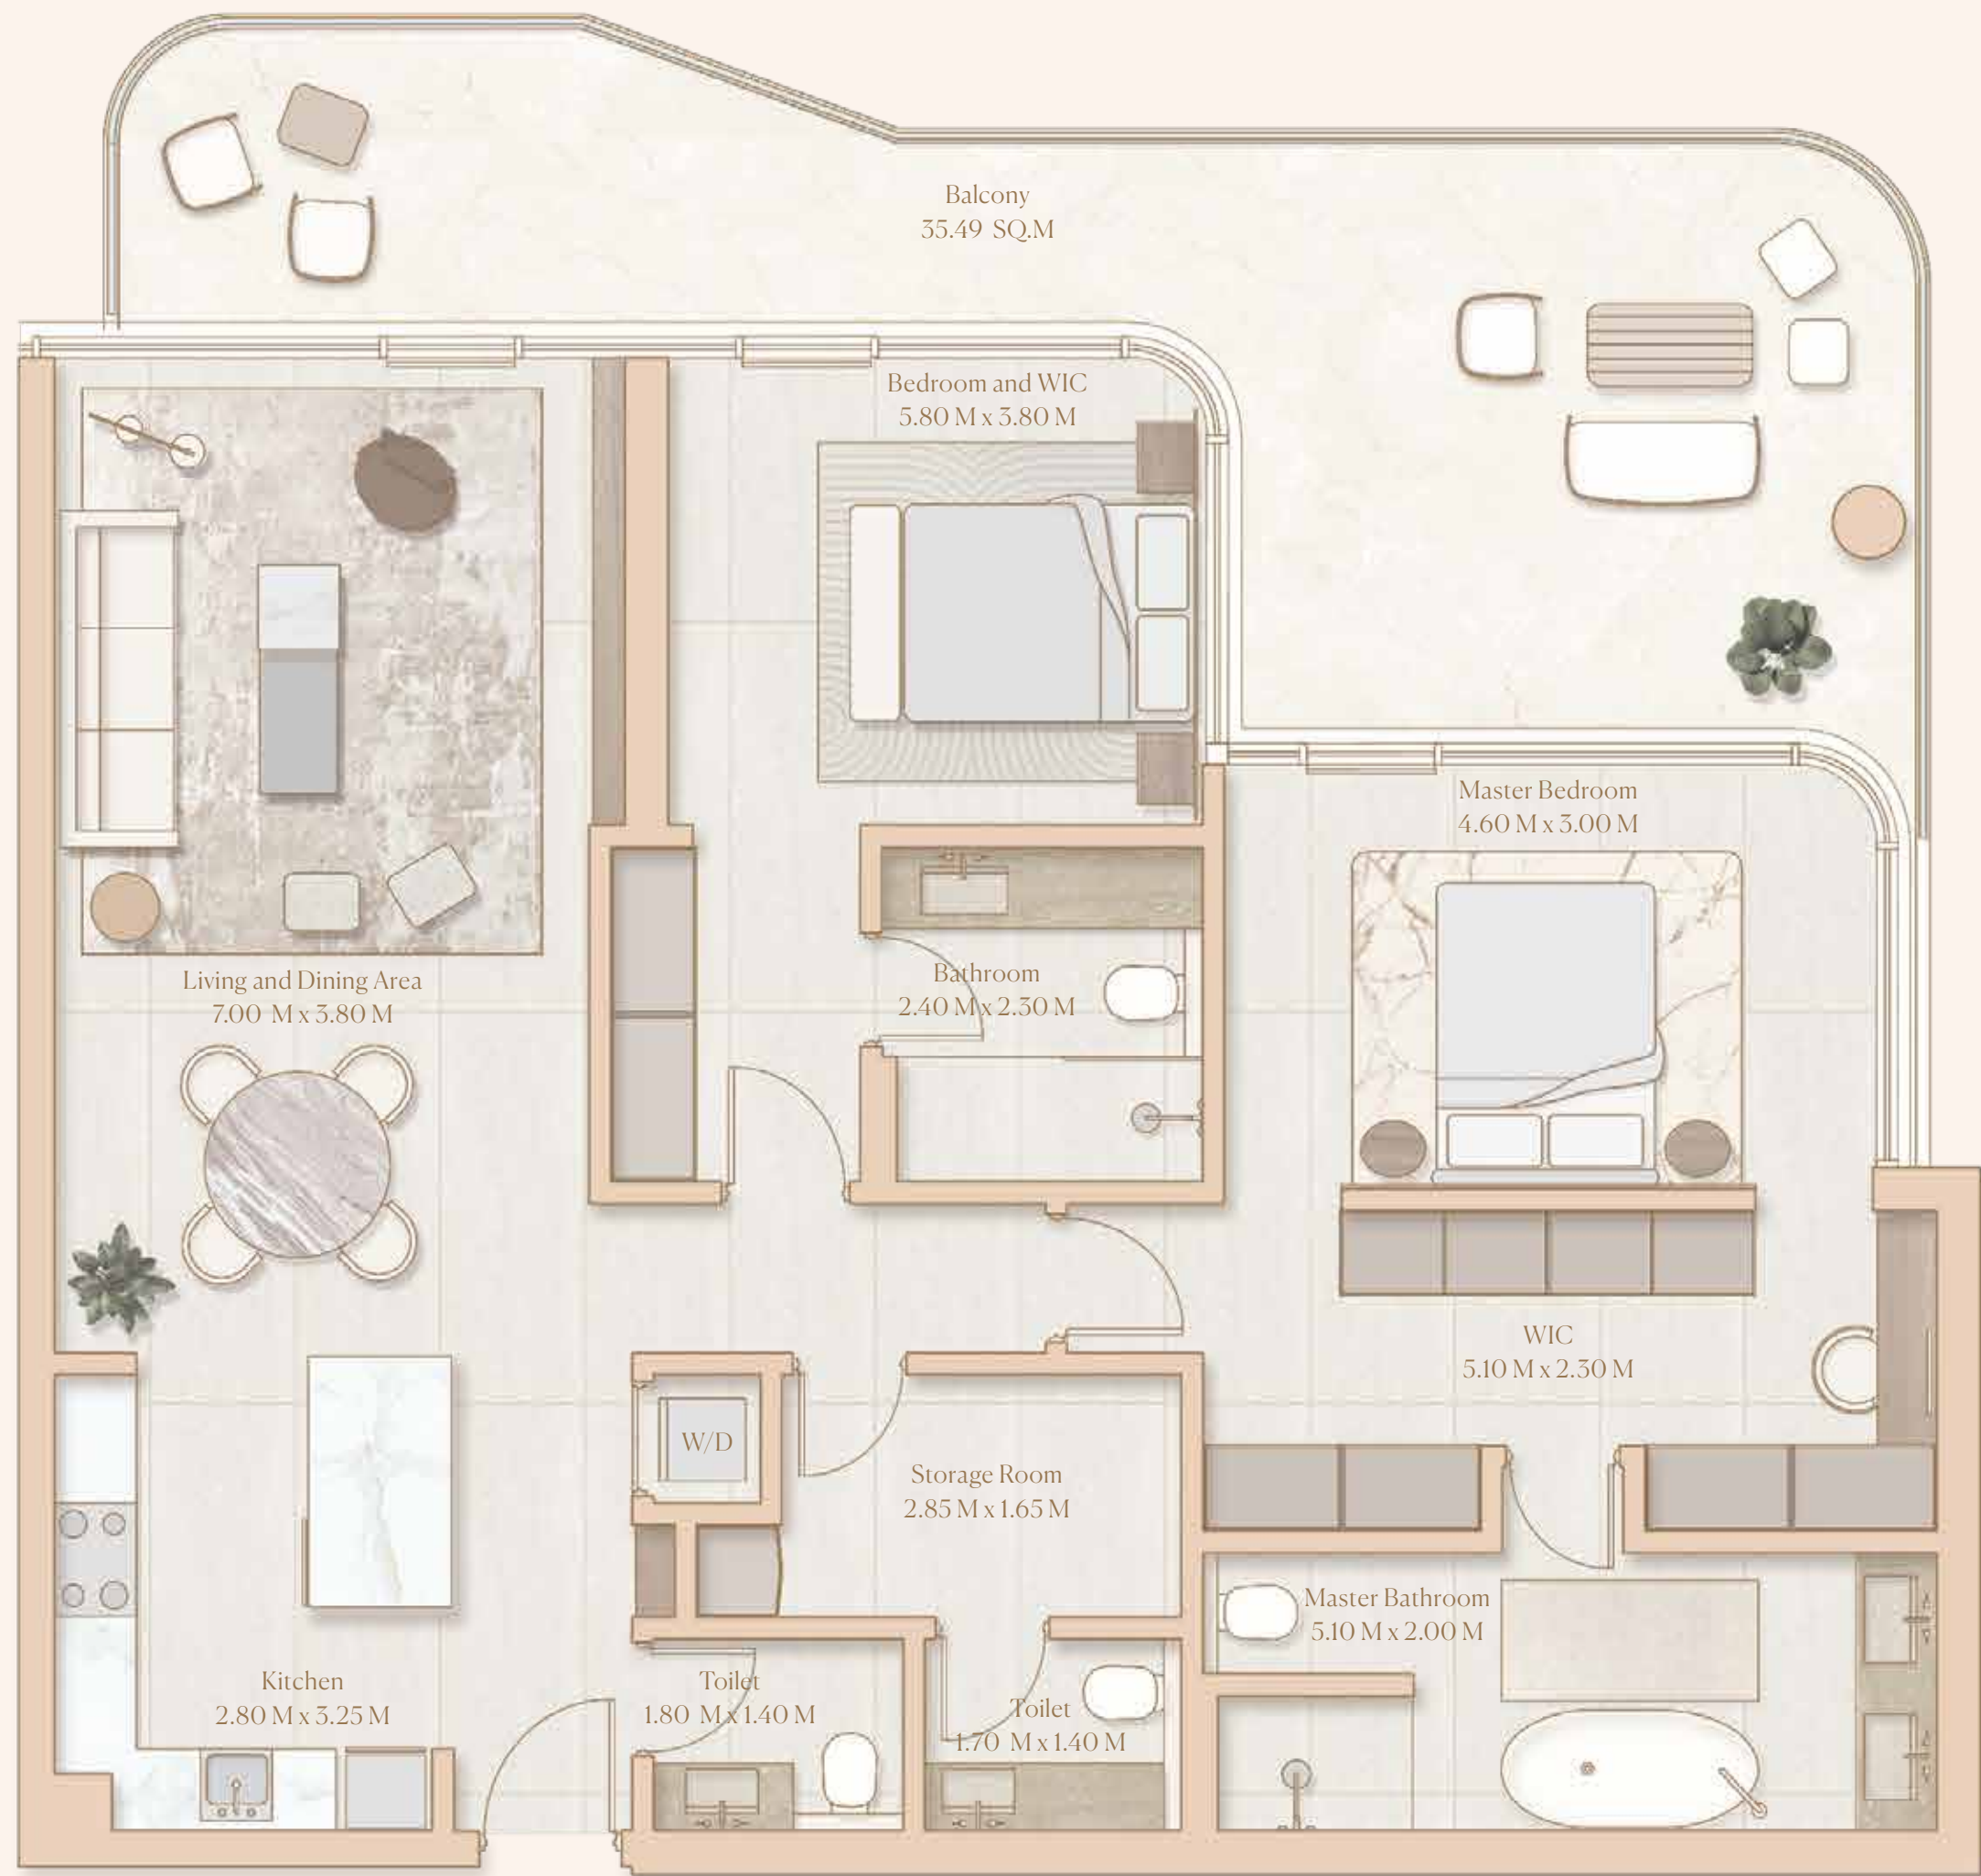 Balcony
35.49 SQ.M
Bedroom and WIC
5.80 M x 3.80 M
Master Bedroom
4.60 M x 3.00 M
Living and Dining Area
7.00 M x 3.80 M
Bathroom
2.40 M x 2.30 M
WIC
5.10 M x 2.30 M
W/D
Storage Room
2.85 M x 1.65 M
Master Bathroom
5.10 M x 2.00 M
Kitchen
2.80 M x 3.25 M
Toilet
1.80 M x 1.40 M
Toilet
1.70 M x 1.40 M